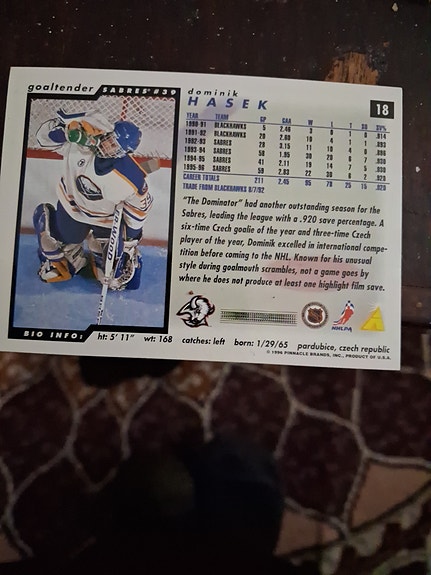 goaltender SABRES' #39
dominik
HASEK
18
YEAR TEAM GP GAA W L T SO SV%
1990-91 BLACKHAWKS 5 2.46 3 0 1 0 .914
1991-92 BLACKHAWKS 20 2.60 10 4 1 1 .893
1992-93 SABRES 28 3.15 11 10 4 0 .896
1993-94 SABRES 58 1.95 30 20 6 7 .930
1994-95 SABRES 41 2.11 19 14 7 5 .930
1995-96 SABRES 59 2.83 22 30 6 2 .920
CAREER TOTALS 211 2.45 95 78 25 15 .920
TRADE FROM BLACKHAWKS 8/7/92
"The Dominator" had another outstanding season for the
Sabres, leading the league with a .920 save percentage. A
six-time Czech goalie of the year and three-time Czech
player of the year, Dominik excelled in international compe-
tition before coming to the NHL. Known for his unusual
style during goalmouth scrambles, not a game goes by
where he does not produce at least one highlight film save.
NHLPA
BIO INFO: ht: 5' 11" wt: 168 catches: left born: 1/29/65 pardubice, czech republic
© 1996 PINNACLE BRANDS, INC., PRODUCT OF U.S.A.